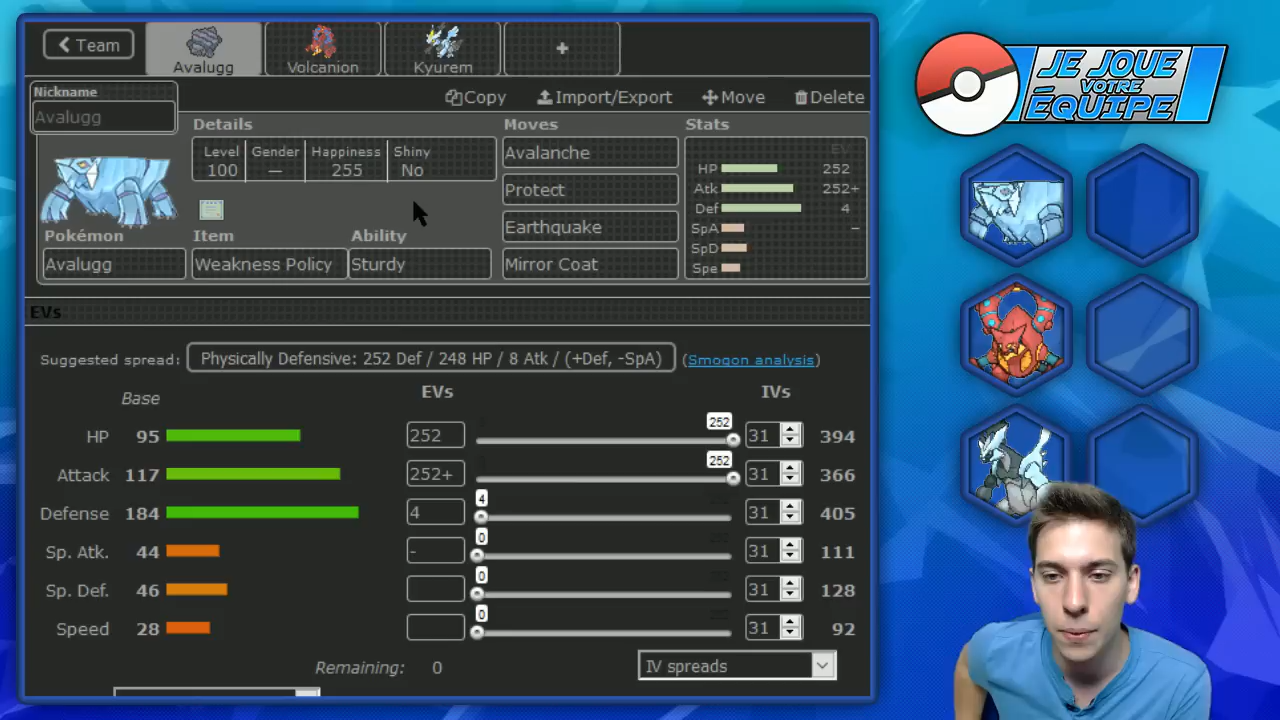 Team
Avalugg
Volcanion
Kyurem
+
Nickname
Avalugg
Copy
Import/Export
Move
Delete
Details
Moves
Stats
Level
Gender
Happiness
Shiny
100
—
255
No
Avalanche
Protect
Earthquake
Mirror Coat
EV
HP 252
Atk 252+
Def 4
SpA -
SpD
Spe
Pokémon
Item
Ability
Avalugg
Weakness Policy
Sturdy
EVs
Suggested spread: Physically Defensive: 252 Def / 248 HP / 8 Atk / (+Def, -SpA) (Smogon analysis)
Base
EVs
IVs
HP 95 252 252 31 394
Attack 117 252+ 252 31 366
Defense 184 4 4 31 405
Sp. Atk. 44 - 0 31 111
Sp. Def. 46 0 31 128
Speed 28 0 31 92
Remaining: 0
IV spreads
JE JOUE
VOTRE
ÉQUIPE